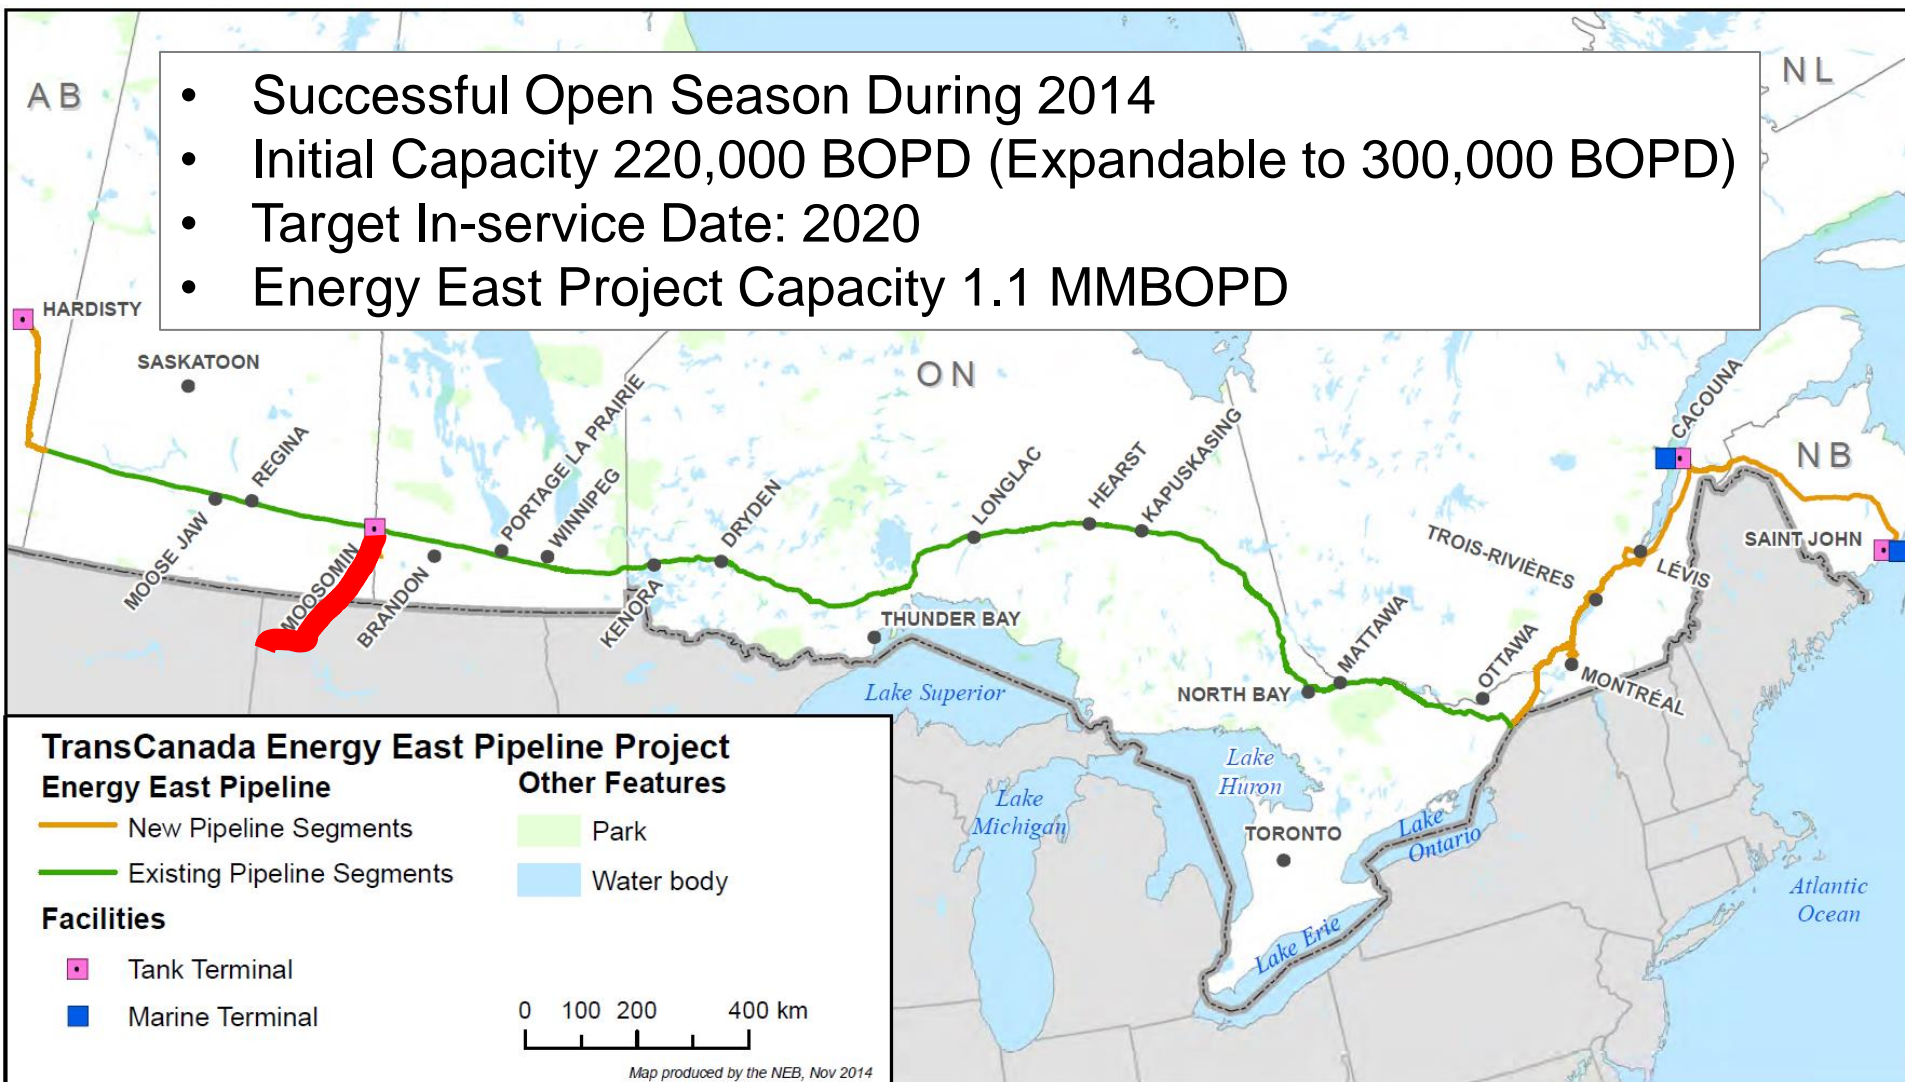 AB
NL
• Successful Open Season During 2014
• Initial Capacity 220,000 BOPD (Expandable to 300,000 BOPD)
• Target In-service Date: 2020
• Energy East Project Capacity 1.1 MMBOPD
HARDISTY
SASKATOON
ON
REGINA
MOOSE JAW
MOOSOMIN
BRANDON
PORTAGE LA PRAIRIE
WINNIPEG
KENORA
DRYDEN
THUNDER BAY
LONGLAC
HEARST
KAPUSKASING
NORTH BAY
MATTAWA
OTTAWA
MONTRÉAL
TROIS-RIVIÈRES
LÉVIS
CACOUNA
NB
SAINT JOHN
Lake Superior
Lake
Michigan
Lake
Huron
TORONTO
Lake
Ontario
Lake Erie
Atlantic
Ocean
TransCanada Energy East Pipeline Project
Energy East Pipeline
New Pipeline Segments
Existing Pipeline Segments
Facilities
Tank Terminal
Marine Terminal
Other Features
Park
Water body
0 100 200 400 km
Map produced by the NEB, Nov 2014